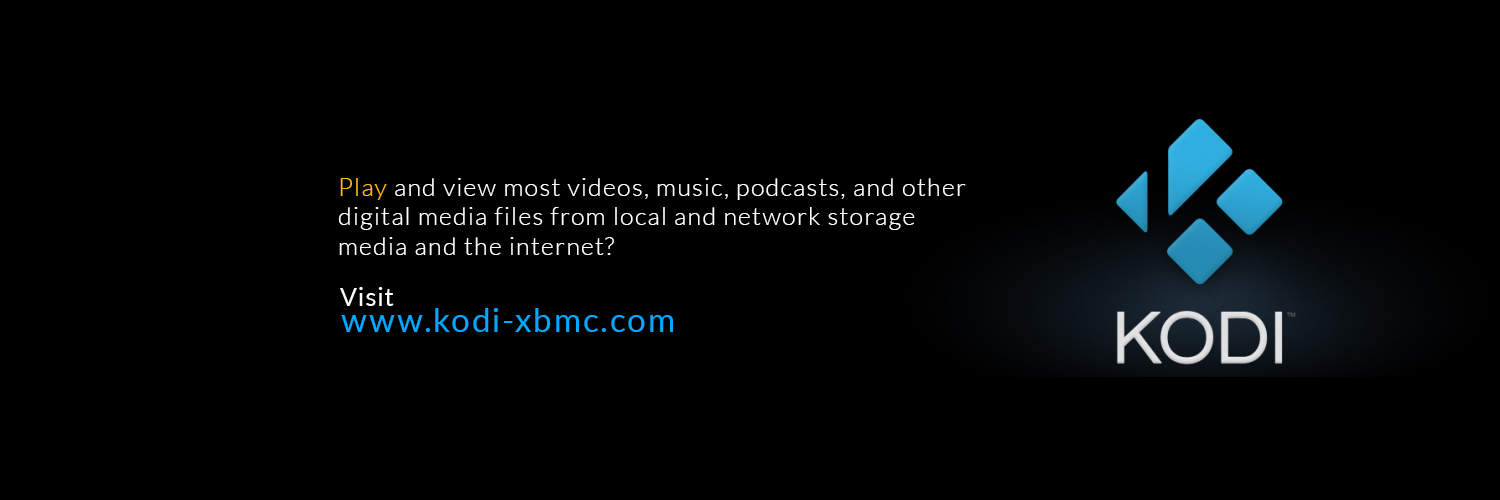 Play and view most videos, music, podcasts, and other
digital media files from local and network storage
media and the internet?
Visit
www.kodi-xbmc.com
KODI™